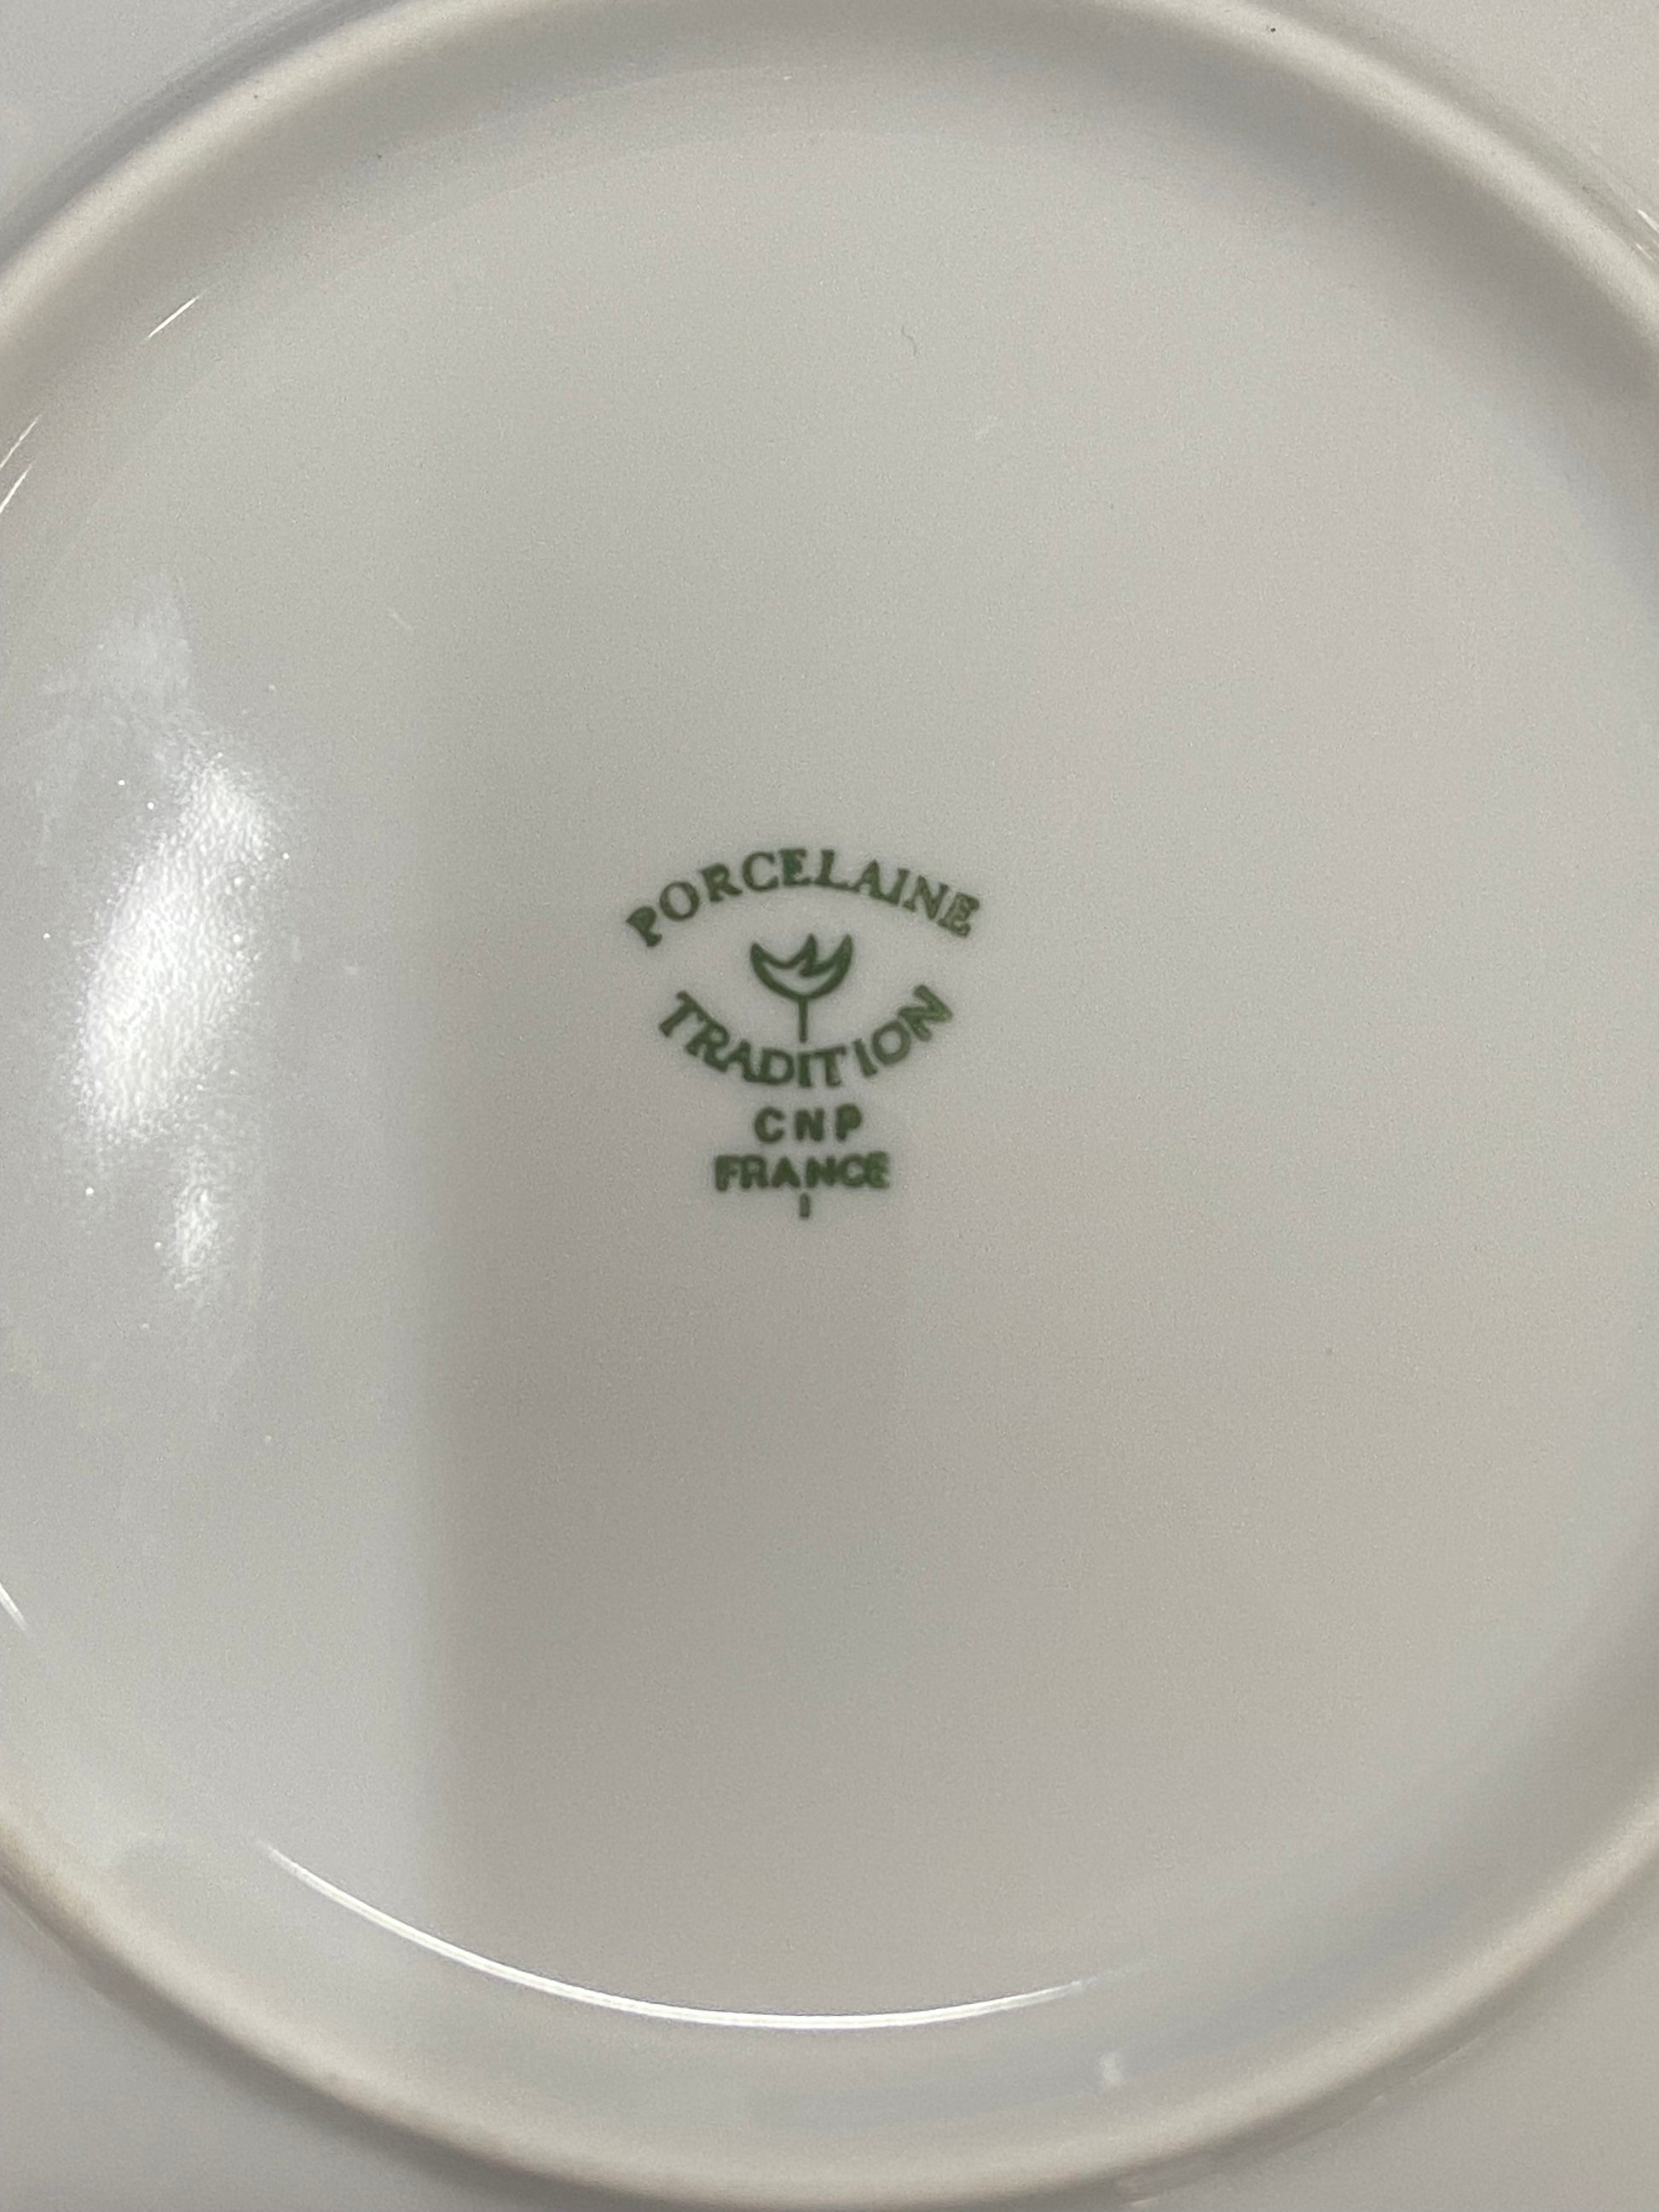 PORCELAINE
TRADITION
CNP
FRANCE
I